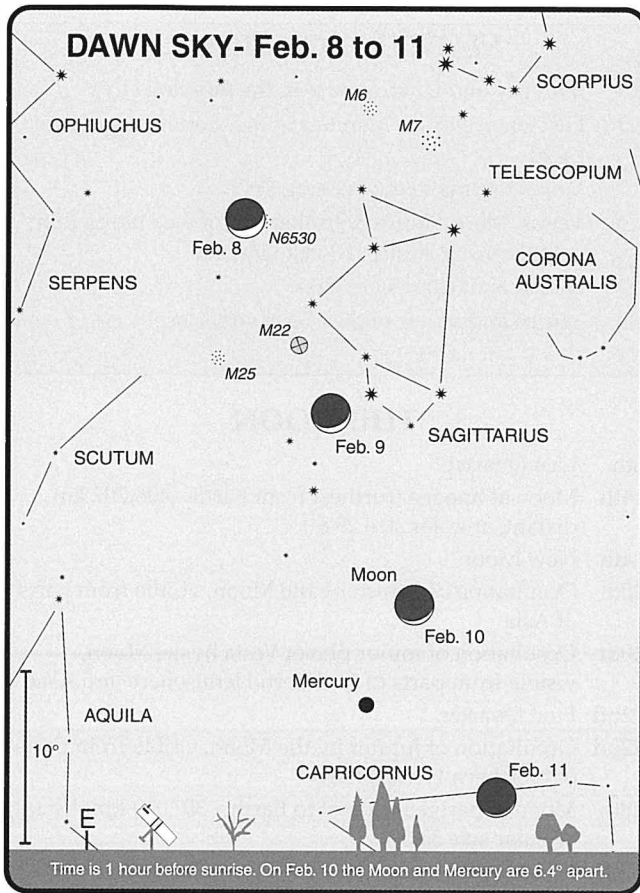 DAWN SKY- Feb. 8 to 11
SCORPIUS
M6
OPHIUCHUS
M7
TELESCOPIUM
N6530
Feb. 8
SERPENS
CORONA
AUSTRALIS
M22
M25
Feb. 9
SAGITTARIUS
SCUTUM
Moon
Feb. 10
Mercury
AQUILA
10°
CAPRICORNUS
Feb. 11
E
Time is 1 hour before sunrise. On Feb. 10 the Moon and Mercury are 6.4° apart.